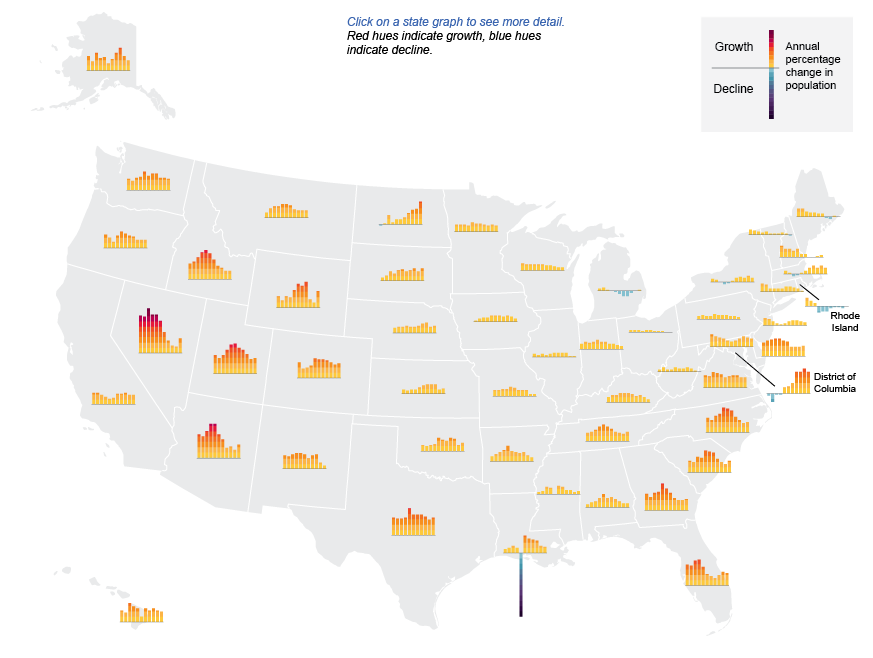 Click on a state graph to see more detail.
Red hues indicate growth, blue hues
indicate decline.
Growth
Decline
Annual
percentage
change in
population
Rhode
Island
District of
Columbia